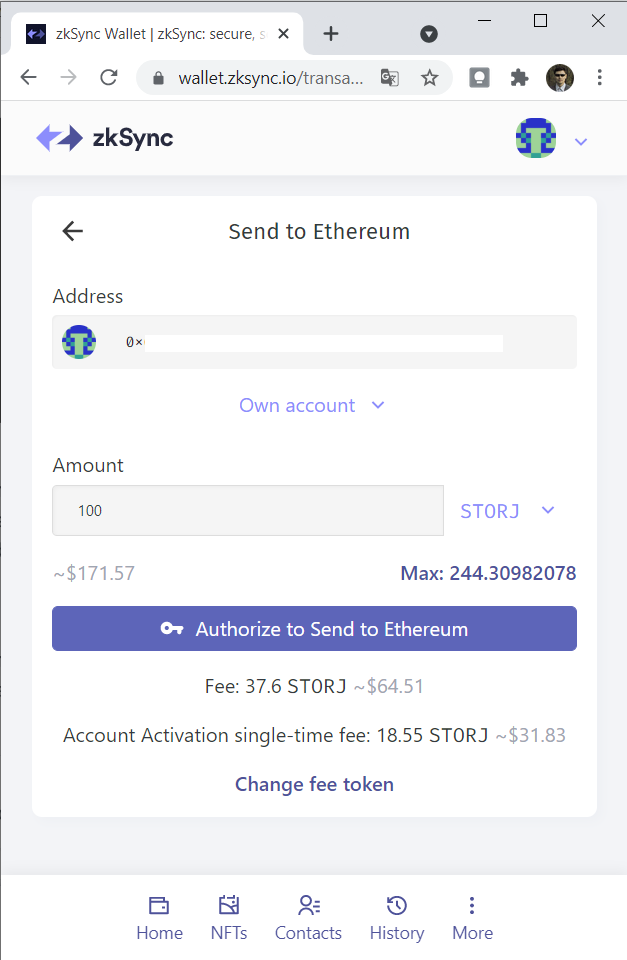 zkSync Wallet | zkSync: secure, s
wallet.zksync.io/transa...
zkSync
Send to Ethereum
Address
0×
Own account
Amount
100
STORJ
~$171.57
Max: 244.30982078
Authorize to Send to Ethereum
Fee: 37.6 STORJ ~$64.51
Account Activation single-time fee: 18.55 STORJ ~$31.83
Change fee token
Home
NFTs
Contacts
History
More